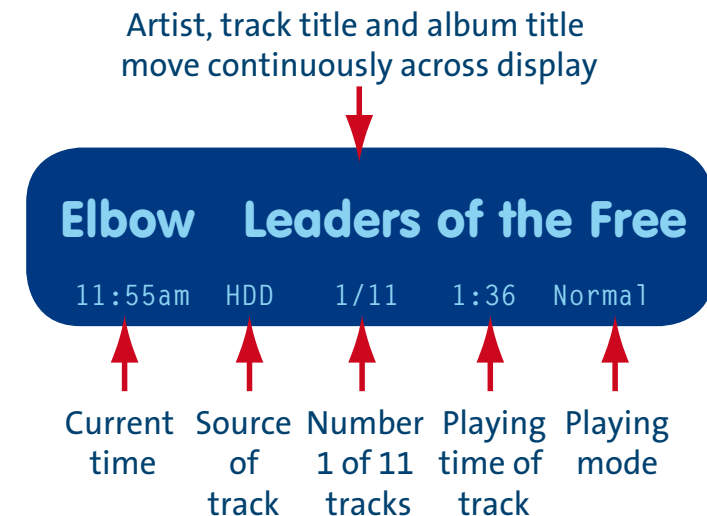 Artist, track title and album title
move continuously across display
Elbow Leaders of the Free
11:55am HDD 1/11 1:36 Normal
Current time
Source of track
Number 1 of 11 tracks
Playing time of track
Playing mode